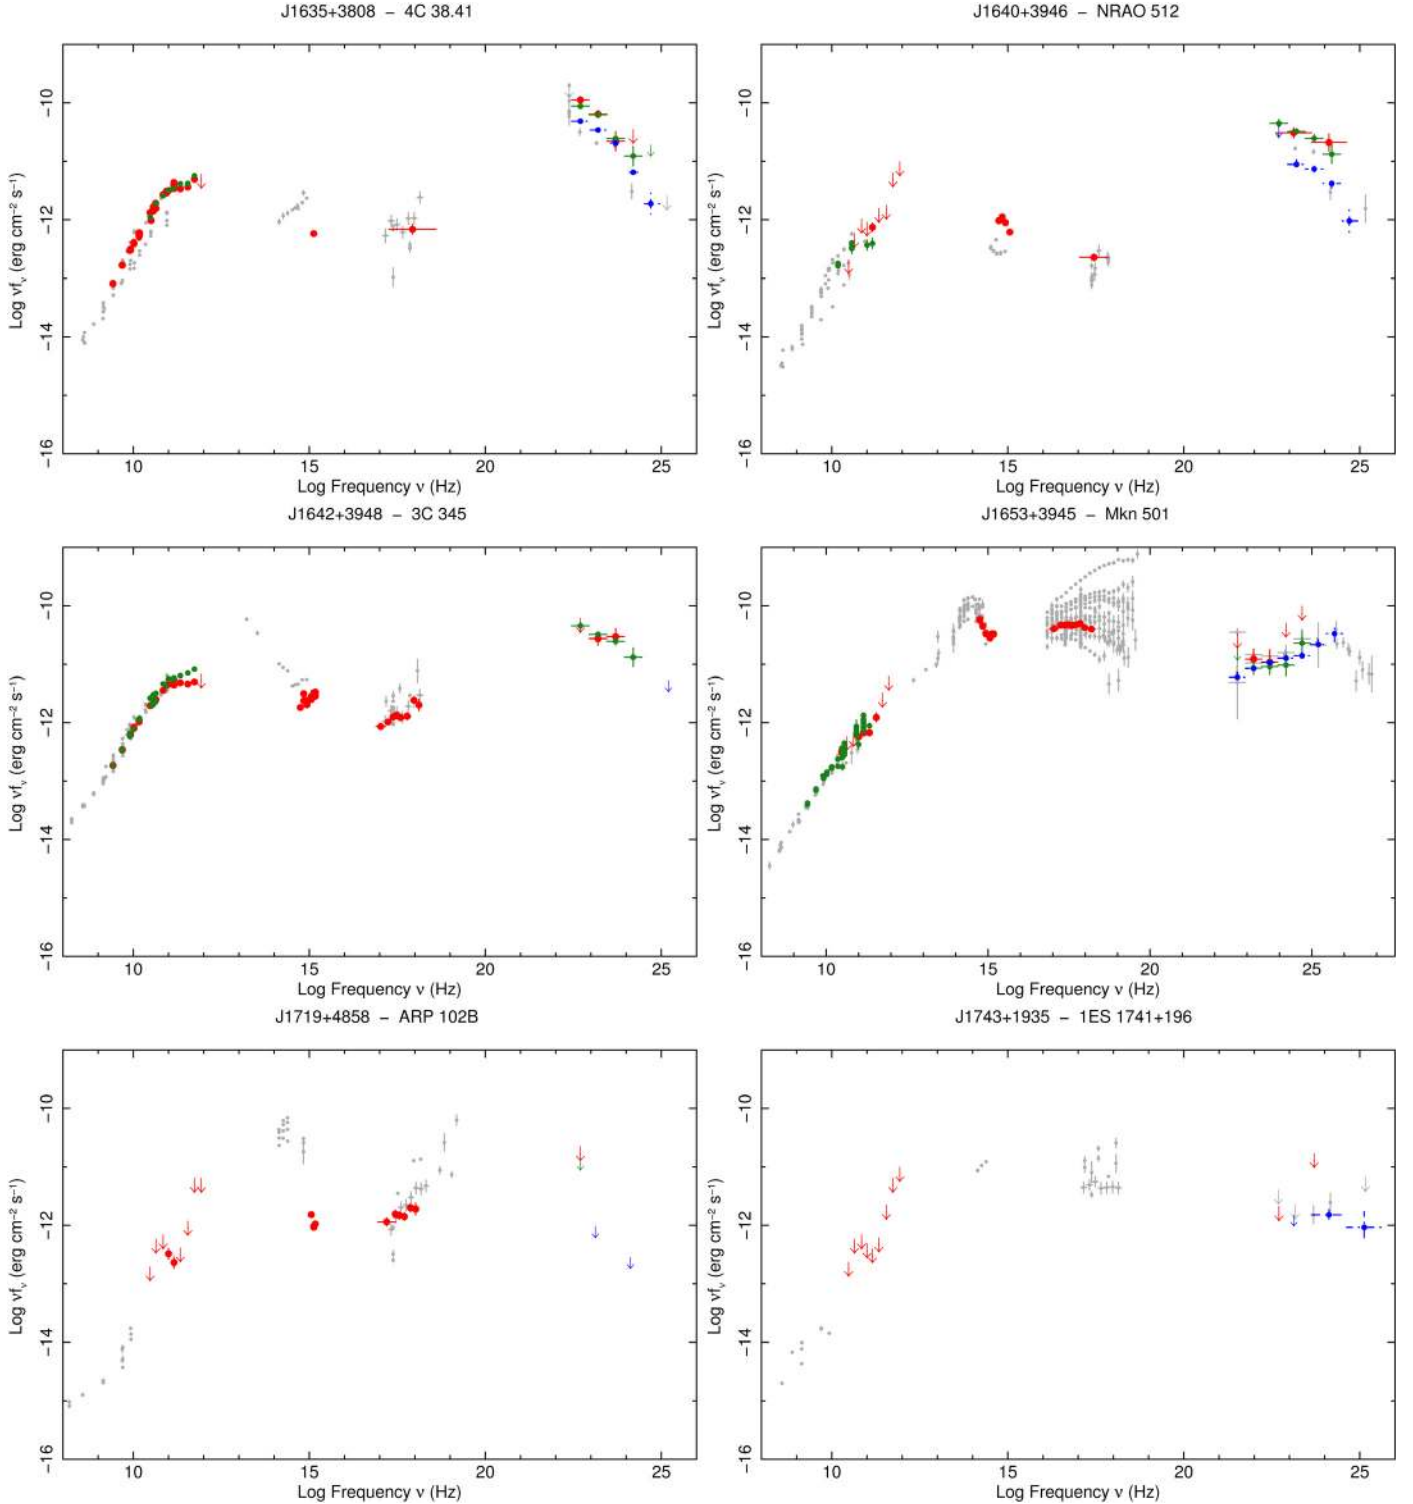 J1635+3808 − 4C 38.41
Log νfν (erg cm−2 s−1)
−10
−12
−14
−16
10 15 20 25
Log Frequency ν (Hz)
J1640+3946 − NRAO 512
Log νfν (erg cm−2 s−1)
−10
−12
−14
−16
10 15 20 25
Log Frequency ν (Hz)
J1642+3948 − 3C 345
Log νfν (erg cm−2 s−1)
−10
−12
−14
−16
10 15 20 25
Log Frequency ν (Hz)
J1653+3945 − Mkn 501
Log νfν (erg cm−2 s−1)
−10
−12
−14
−16
10 15 20 25
Log Frequency ν (Hz)
J1719+4858 − ARP 102B
Log νfν (erg cm−2 s−1)
−10
−12
−14
−16
10 15 20 25
Log Frequency ν (Hz)
J1743+1935 − 1ES 1741+196
Log νfν (erg cm−2 s−1)
−10
−12
−14
−16
10 15 20 25
Log Frequency ν (Hz)